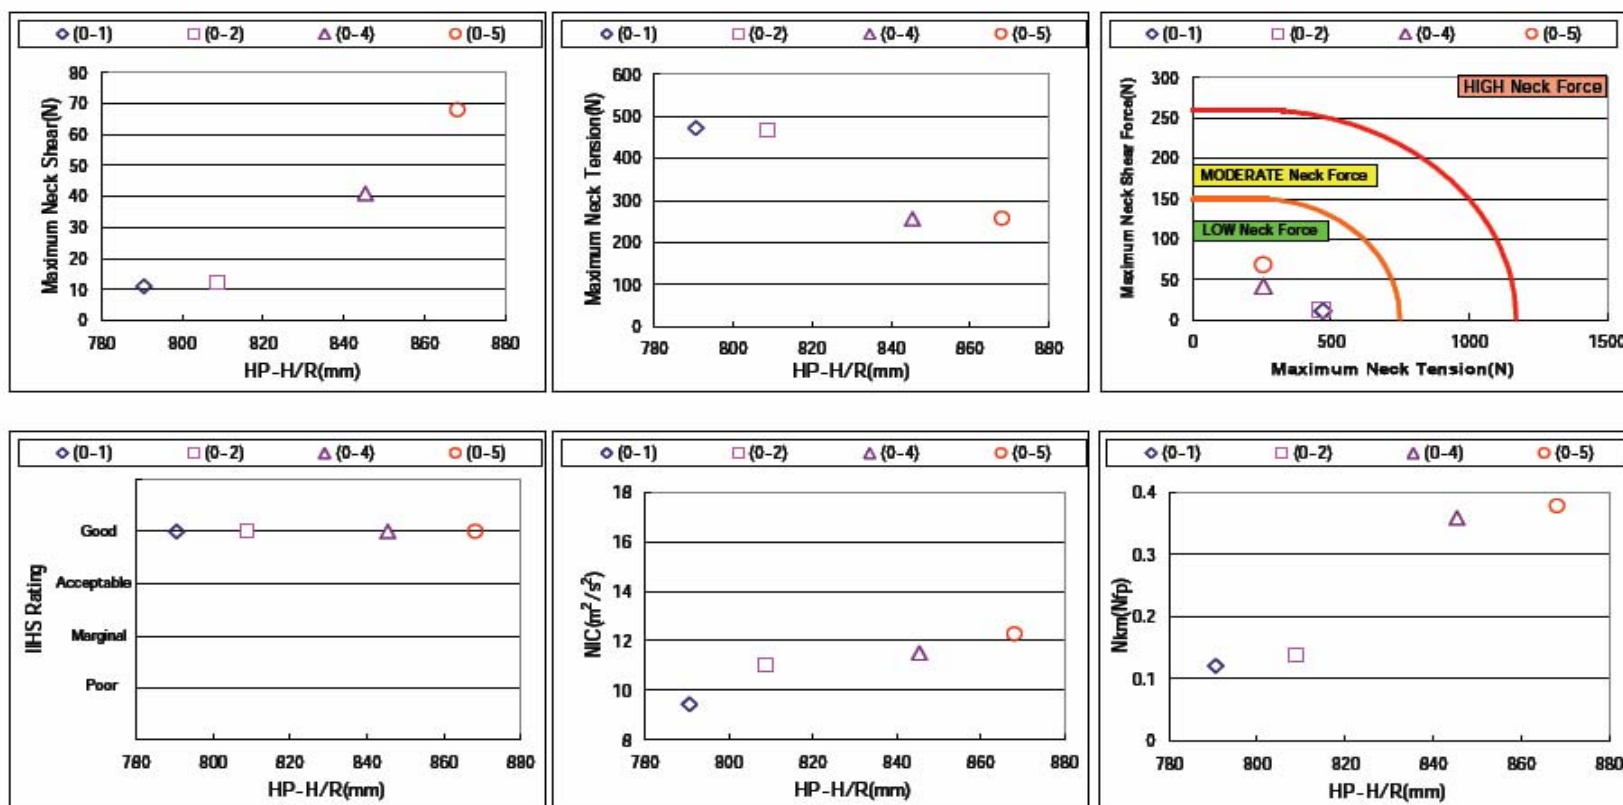 (0-1) (0-2) (0-4) (0-5)
80
70
60
50
40
30
20
10
0
Maximum Neck Shear(N)
780 800 820 840 860 880
HP-H/R(mm)
(0-1) (0-2) (0-4) (0-5)
600
500
400
300
200
100
0
Maximum Neck Tension(N)
780 800 820 840 860 880
HP-H/R(mm)
(0-1) (0-2) (0-4) (0-5)
300
250
200
150
100
50
0
Maximum Neck Shear Force(N)
HIGH Neck Force
MODERATE Neck Force
LOW Neck Force
0 500 1000 1500
Maximum Neck Tension(N)
(0-1) (0-2) (0-4) (0-5)
Good
Acceptable
Marginal
Poor
IIHS Rating
780 800 820 840 860 880
HP-H/R(mm)
(0-1) (0-2) (0-4) (0-5)
18
16
14
12
10
8
NIC(m²/s²)
780 800 820 840 860 880
HP-H/R(mm)
(0-1) (0-2) (0-4) (0-5)
0.4
0.3
0.2
0.1
0
Nkm(Nfp)
780 800 820 840 860 880
HP-H/R(mm)